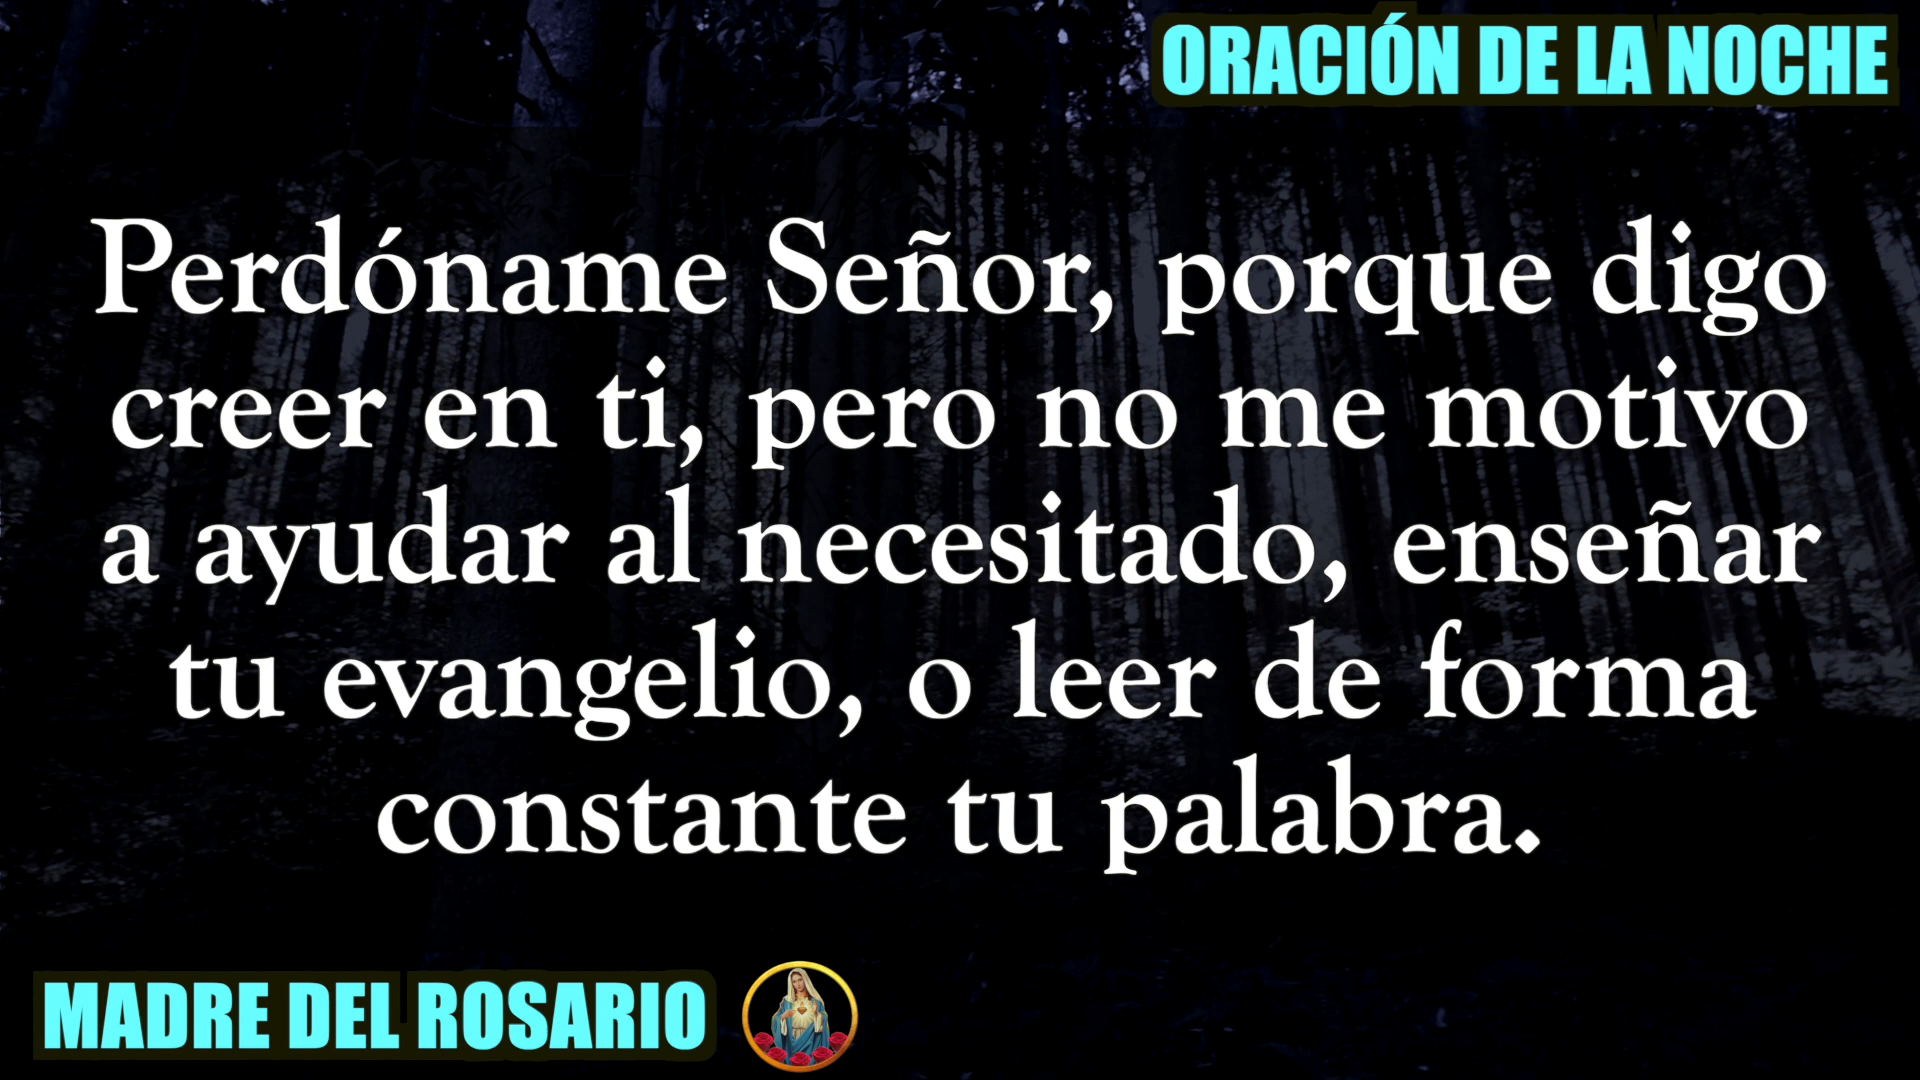 ORACIÓN DE LA NOCHE
Perdóname Señor, porque digo
creer en ti, pero no me motivo
a ayudar al necesitado, enseñar
tu evangelio, o leer de forma
constante tu palabra.
MADRE DEL ROSARIO